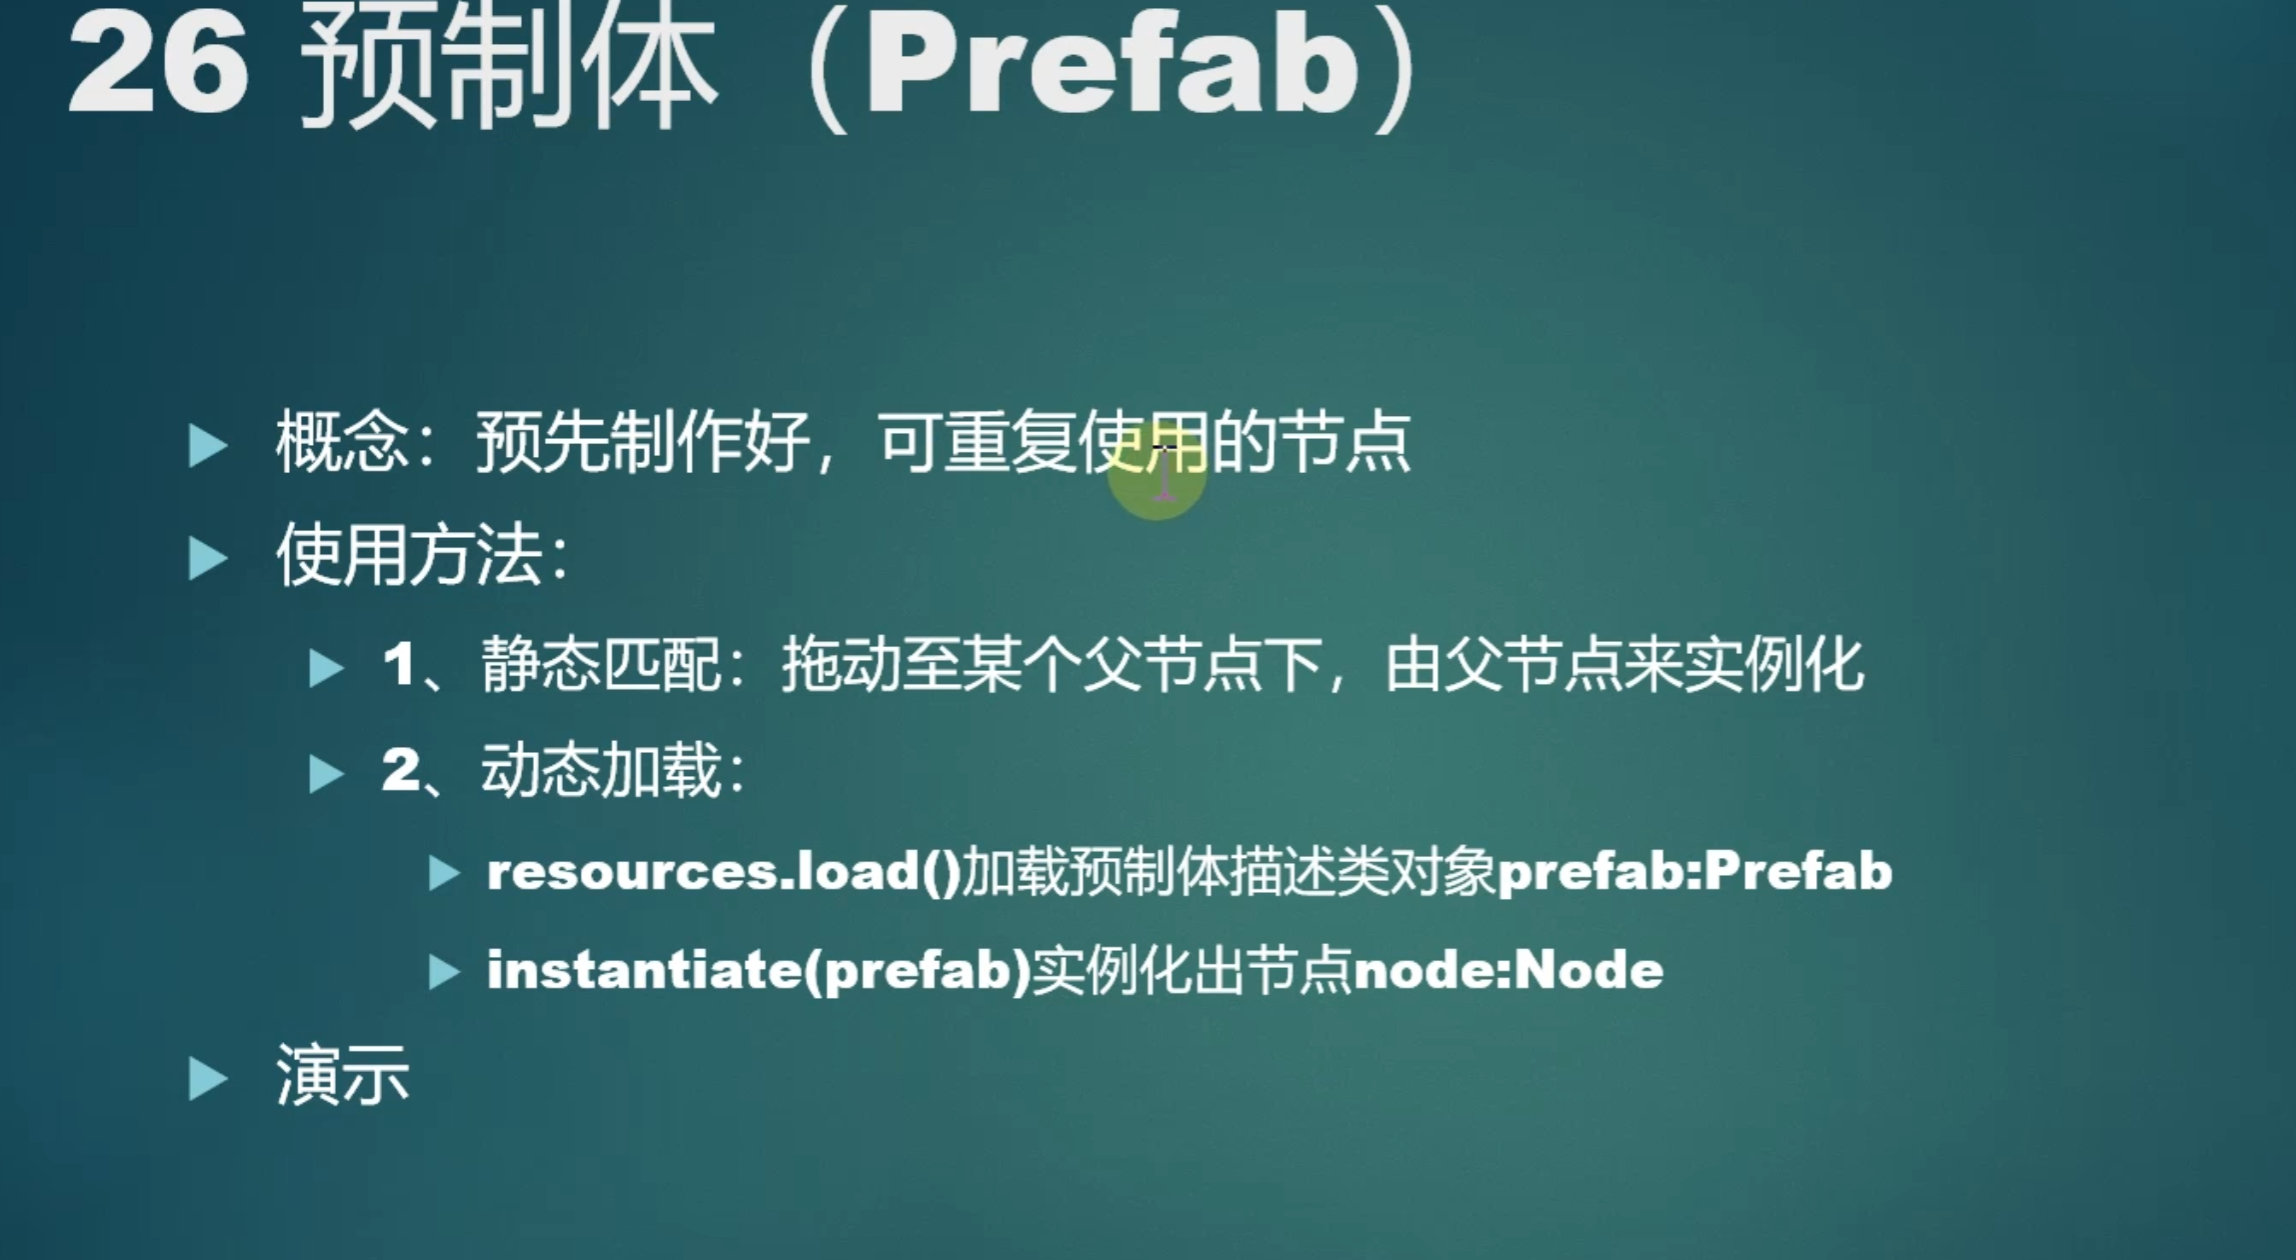 26 预制体（Prefab）
概念：预先制作好，可重复使用的节点
使用方法：
1、静态匹配：拖动至某个父节点下，由父节点来实例化
2、动态加载：
resources.load()加载预制体描述类对象prefab:Prefab
instantiate(prefab)实例化出节点node:Node
演示